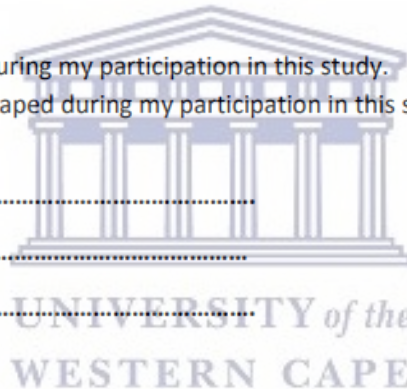 uring my participation in this study.
aped during my participation in this s
……………………………………………….
……………………………………………….
……………………………………………….
UNIVERSITY of the
WESTERN CAPE